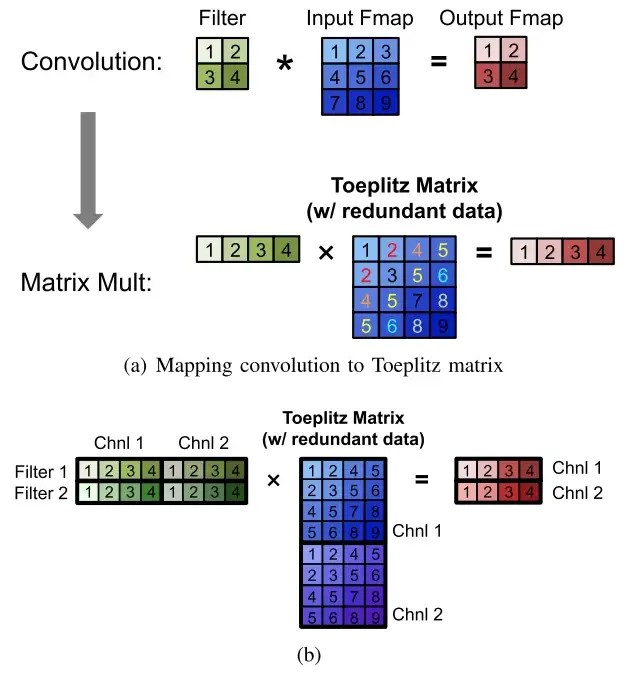 Filter Input Fmap Output Fmap
Convolution:
1 2
3 4
*
1 2 3
4 5 6
7 8 9
=
1 2
3 4
Toeplitz Matrix
(w/ redundant data)
Matrix Mult:
1 2 3 4
×
1 2 4 5
2 3 5 6
4 5 7 8
5 6 8 9
=
1 2 3 4
(a) Mapping convolution to Toeplitz matrix
Toeplitz Matrix
(w/ redundant data)
Chnl 1 Chnl 2
Filter 1 1 2 3 4 1 2 3 4
Filter 2 1 2 3 4 1 2 3 4
×
1 2 4 5
2 3 5 6
4 5 7 8
5 6 8 9
Chnl 1
1 2 4 5
2 3 5 6
4 5 7 8
5 6 8 9
Chnl 2
=
1 2 3 4 Chnl 1
1 2 3 4 Chnl 2
(b)